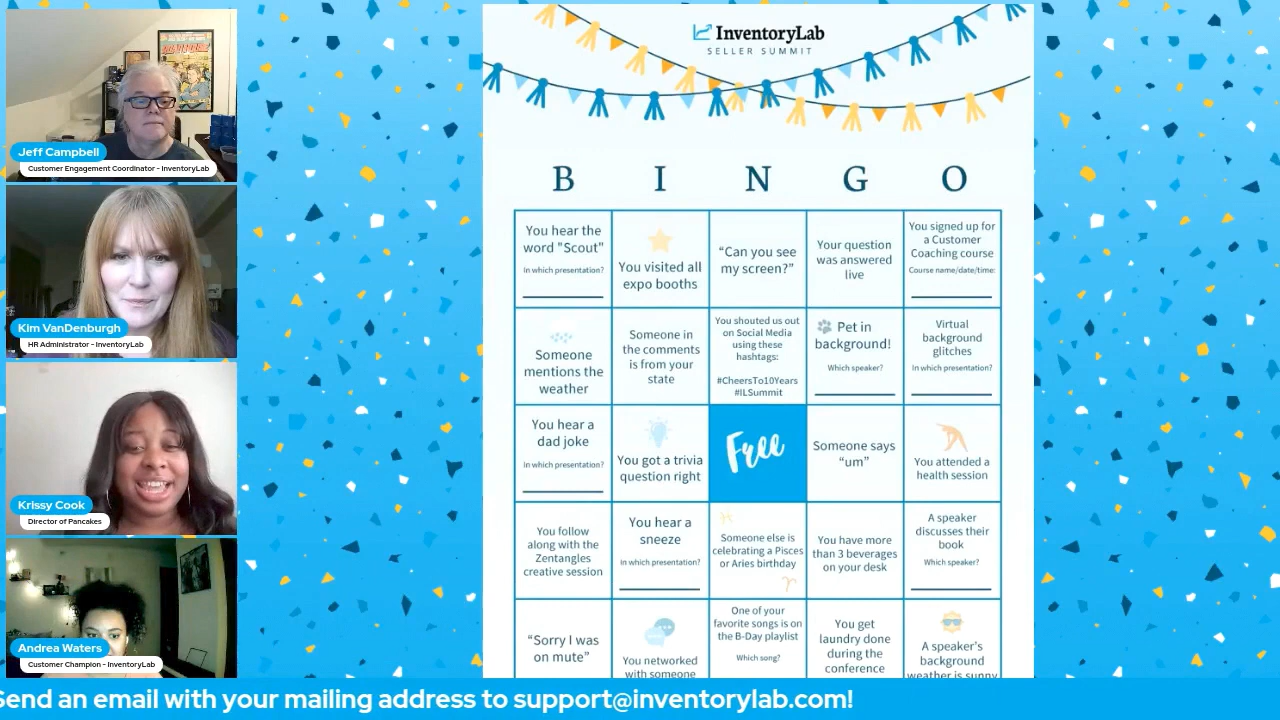 Jeff Campbell
Customer Engagement Coordinator - InventoryLab
Kim VanDenburgh
HR Administrator - InventoryLab
Krissy Cook
Director of Pancakes
Andrea Waters
Customer Champion - InventoryLab
InventoryLab
SELLER SUMMIT
B I N G O
You hear the
word "Scout"
In which presentation?
You visited all
expo booths
“Can you see
my screen?”
Your question
was answered
live
You signed up for
a Customer
Coaching course
Course name/date/time:
Someone
mentions the
weather
Someone in
the comments
is from your
state
You shouted us out
on Social Media
using these
hashtags:
#CheersTo10Years
#ILSummit
Pet in
background!
Which speaker?
Virtual
background
glitches
In which presentation?
You hear a
dad joke
In which presentation?
You got a trivia
question right
Free
Someone says
“um”
You attended a
health session
You follow
along with the
Zentangles
creative session
You hear a
sneeze
In which presentation?
Someone else is
celebrating a Pisces
or Aries birthday
You have more
than 3 beverages
on your desk
A speaker
discusses their
book
Which speaker?
“Sorry I was
on mute”
You networked
with someone
One of your
favorite songs is on
the B-Day playlist
Which song?
You get
laundry done
during the
conference
A speaker’s
background
weather is sunny
Send an email with your mailing address to support@inventorylab.com!